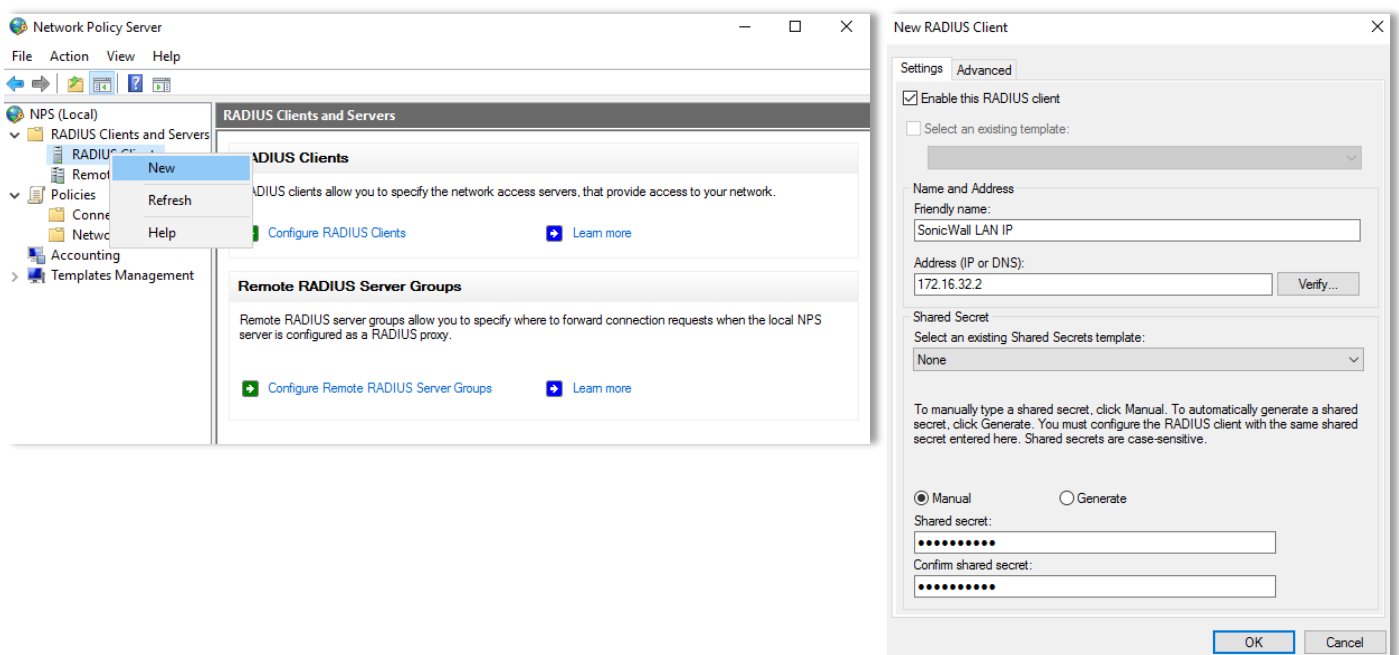 Network Policy Server
File Action View Help
NPS (Local)
RADIUS Clients and Servers
RADIUS
Policies
Accounting
Templates Management
New
Refresh
Help
RADIUS Clients and Servers
Clients
clients allow you to specify the network access servers, that provide access to your network.
Configure RADIUS Clients Learn more
Remote RADIUS Server Groups
Remote RADIUS server groups allow you to specify where to forward connection requests when the local NPS
server is configured as a RADIUS proxy.
Configure Remote RADIUS Server Groups Learn more
New RADIUS Client
Settings Advanced
Enable this RADIUS client
Select an existing template:
Name and Address
Friendly name:
SonicWall LAN IP
Address (IP or DNS):
172.16.32.2 Verify...
Shared Secret
Select an existing Shared Secrets template:
None
To manually type a shared secret, click Manual. To automatically generate a shared
secret, click Generate. You must configure the RADIUS client with the same shared
secret entered here. Shared secrets are case-sensitive.
Manual Generate
Shared secret:
●●●●●●●●●●
Confirm shared secret:
●●●●●●●●●●
OK Cancel